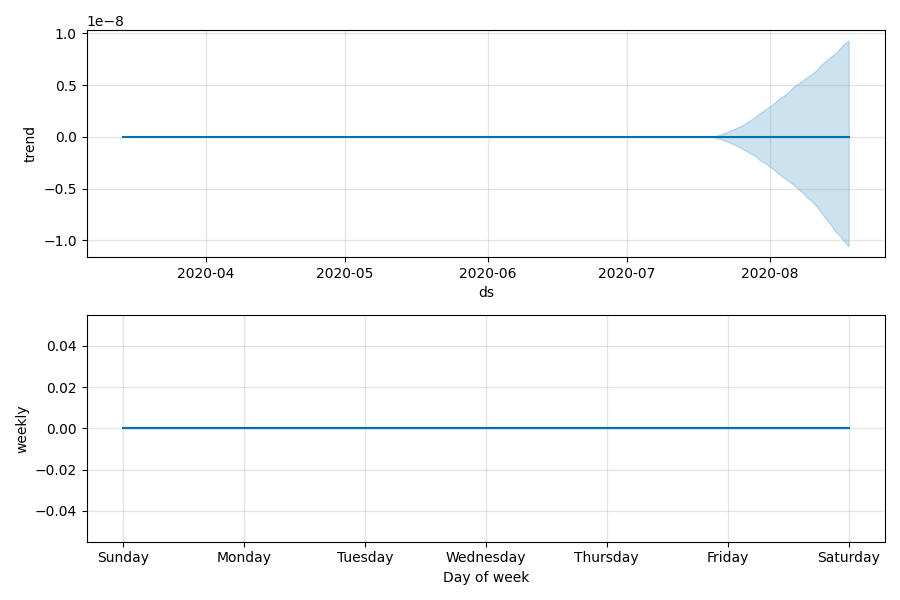 1e−8
1.0
0.5
0.0
−0.5
−1.0
trend
2020-04 2020-05 2020-06 2020-07 2020-08
ds
0.04
0.02
0.00
−0.02
−0.04
weekly
Sunday Monday Tuesday Wednesday Thursday Friday Saturday
Day of week